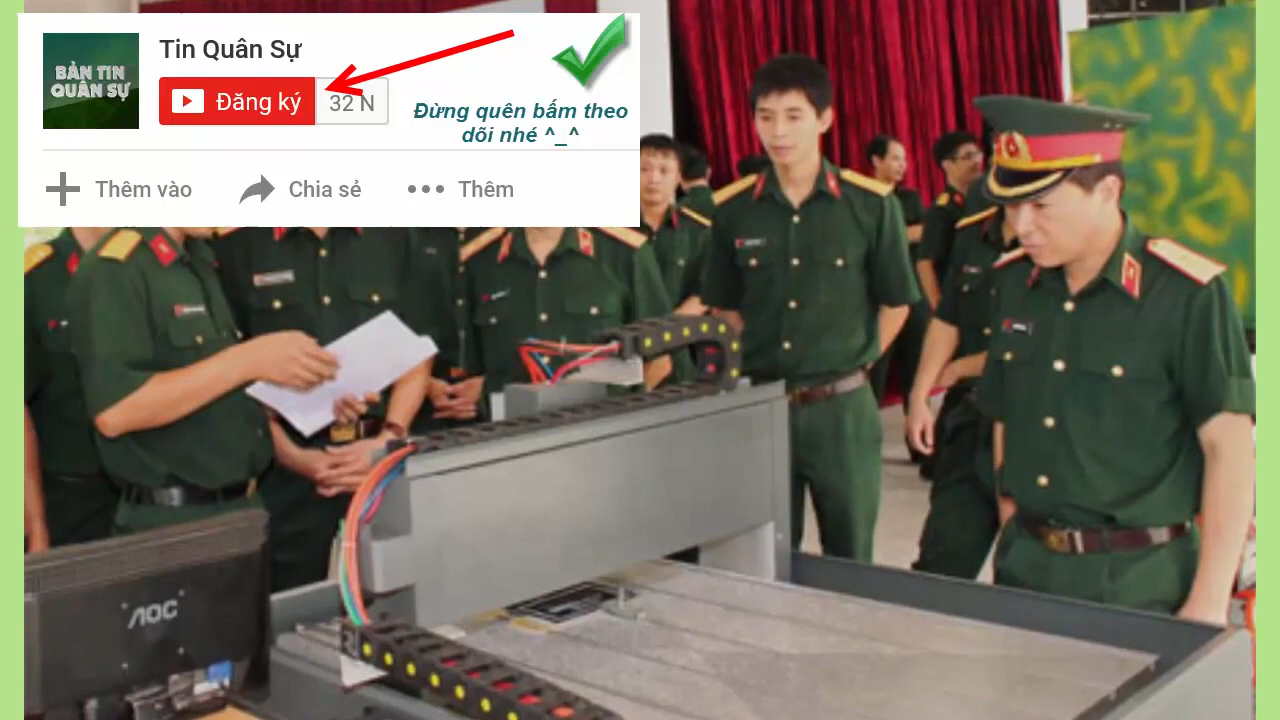 Tin Quân Sự
BẢN TIN
QUÂN SỰ
Đăng ký
32 N
Đừng quên bấm theo
dõi nhé ^_^
Thêm vào
Chia sẻ
Thêm
AOC